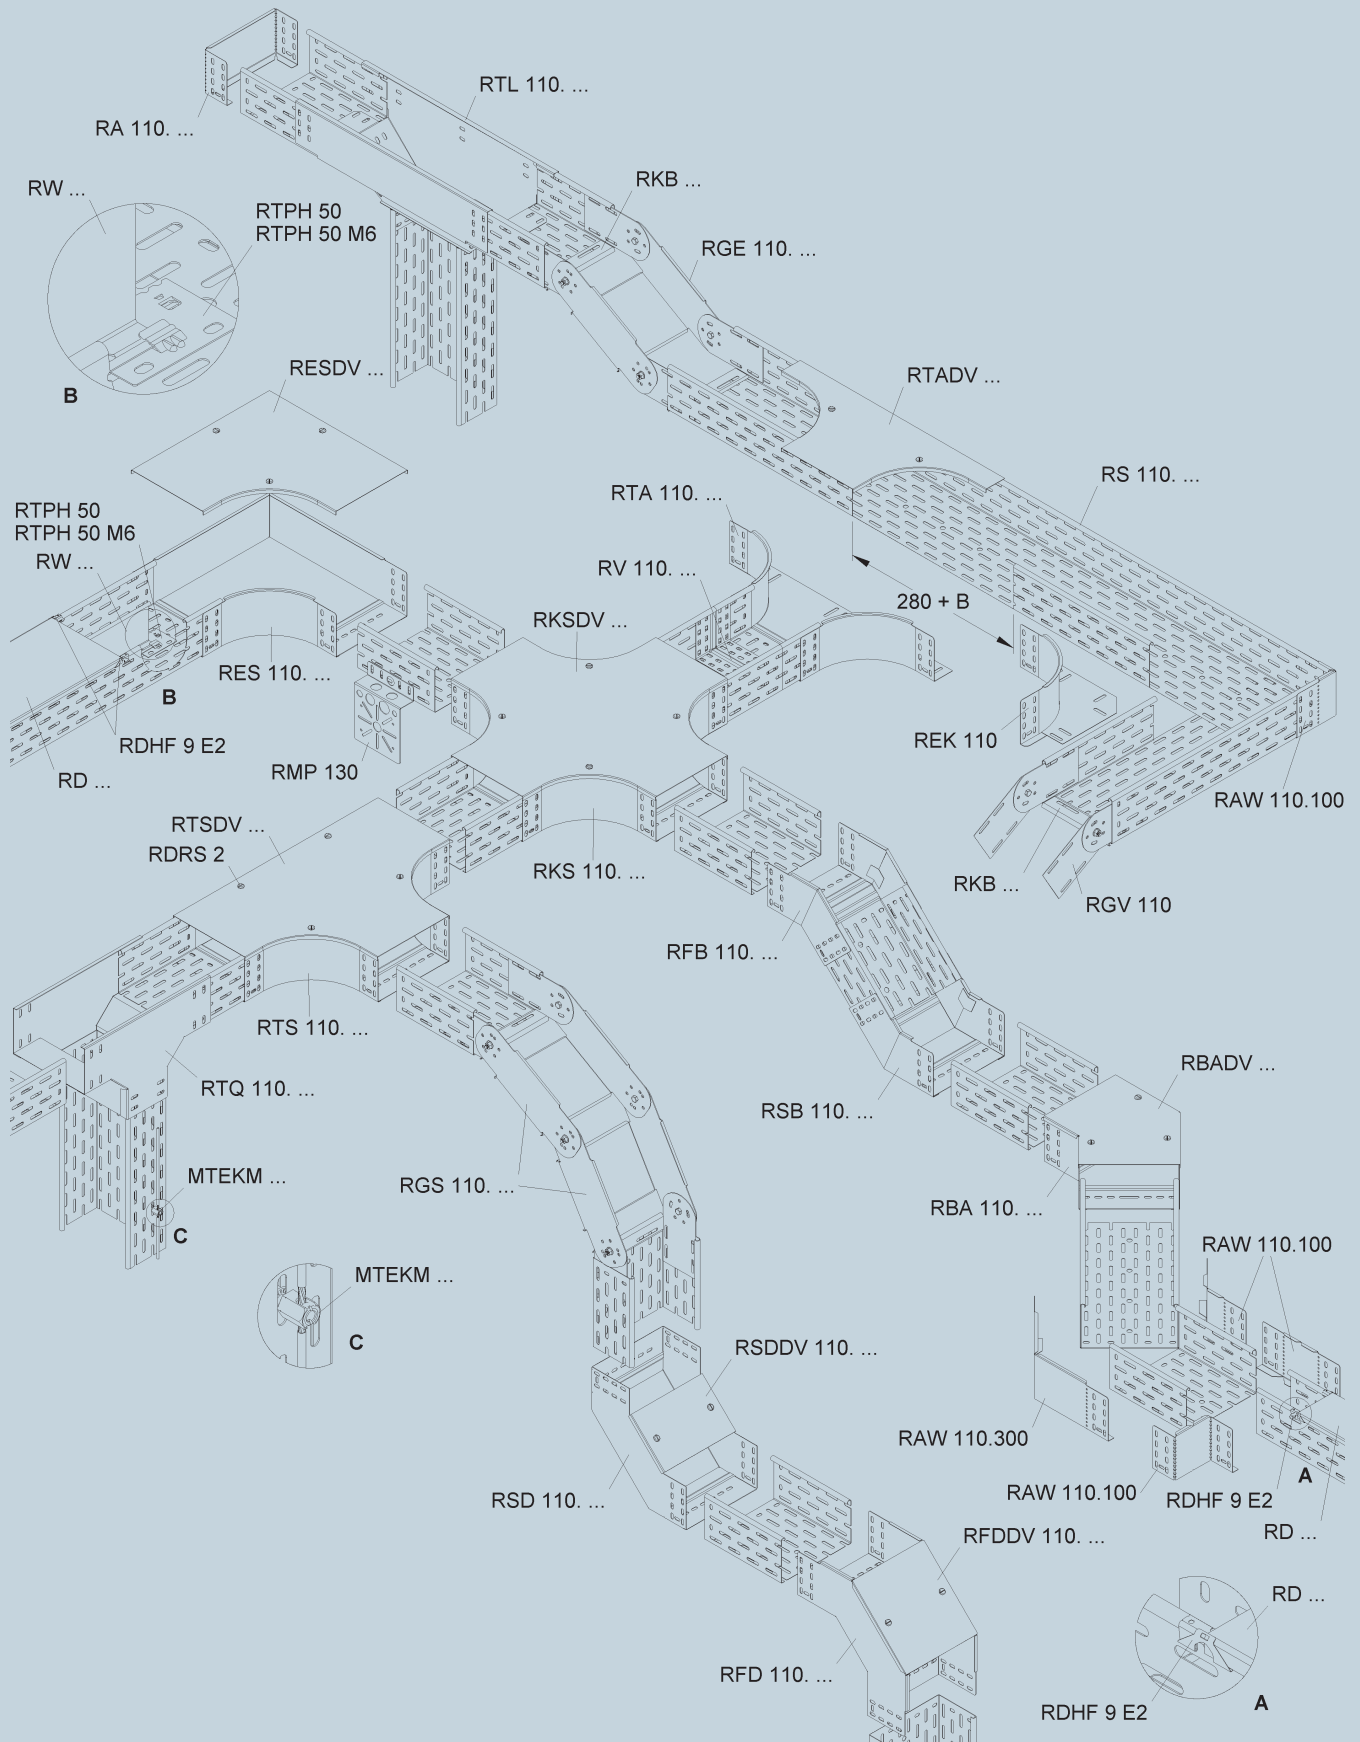 RTL 110. ...
RA 110. ...
RKB ...
RW ...
RTPH 50
RTPH 50 M6
RGE 110. ...
B
RESDV ...
RTADV ...
RS 110. ...
RTA 110. ...
RTPH 50
RTPH 50 M6
RW ...
RV 110. ...
280 + B
RKSDV ...
RES 110. ...
B
RDHF 9 E2
REK 110
RMP 130
RD ...
RAW 110.100
RTSDV ...
RDRS 2
RKS 110. ...
RKB ...
RGV 110
RFB 110. ...
RTS 110. ...
RTQ 110. ...
RBADV ...
RSB 110. ...
MTEKM ...
RGS 110. ...
RBA 110. ...
C
RAW 110.100
MTEKM ...
C
RSDDV 110. ...
RAW 110.300
A
RAW 110.100
RDHF 9 E2
RSD 110. ...
RD ...
RFDDV 110. ...
RD ...
RFD 110. ...
A
RDHF 9 E2